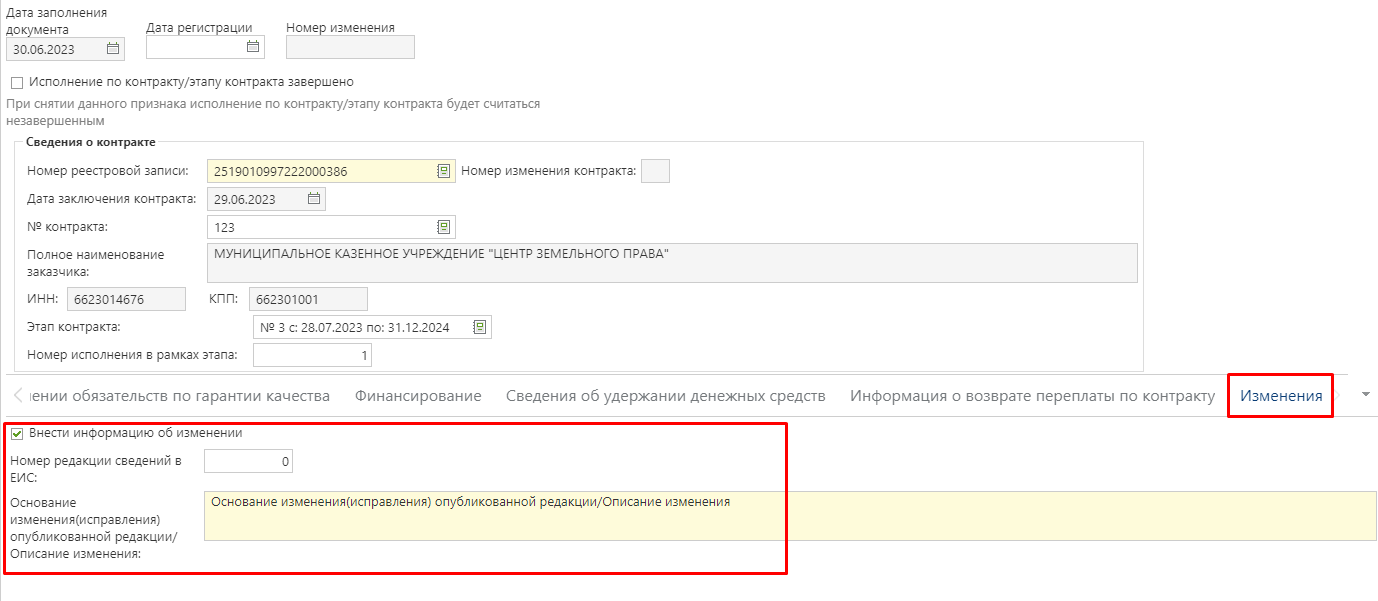 Дата заполнения
документа
Дата регистрации
Номер изменения
30.06.2023
Исполнение по контракту/этапу контракта завершено
При снятии данного признака исполнение по контракту/этапу контракта будет считаться
незавершенным
Сведения о контракте
Номер реестровой записи: 2519010997222000386 Номер изменения контракта:
Дата заключения контракта: 29.06.2023
№ контракта: 123
Полное наименование
заказчика:
МУНИЦИПАЛЬНОЕ КАЗЕННОЕ УЧРЕЖДЕНИЕ "ЦЕНТР ЗЕМЕЛЬНОГО ПРАВА"
ИНН: 6623014676 КПП: 662301001
Этап контракта: № 3 с: 28.07.2023 по: 31.12.2024
Номер исполнения в рамках этапа: 1
нении обязательств по гарантии качества Финансирование Сведения об удержании денежных средств Информация о возврате переплаты по контракту Изменения
Внести информацию об изменении
Номер редакции сведений в
ЕИС:
0
Основание
изменения(исправления)
опубликованной редакции/
Описание изменения:
Основание изменения(исправления) опубликованной редакции/Описание изменения